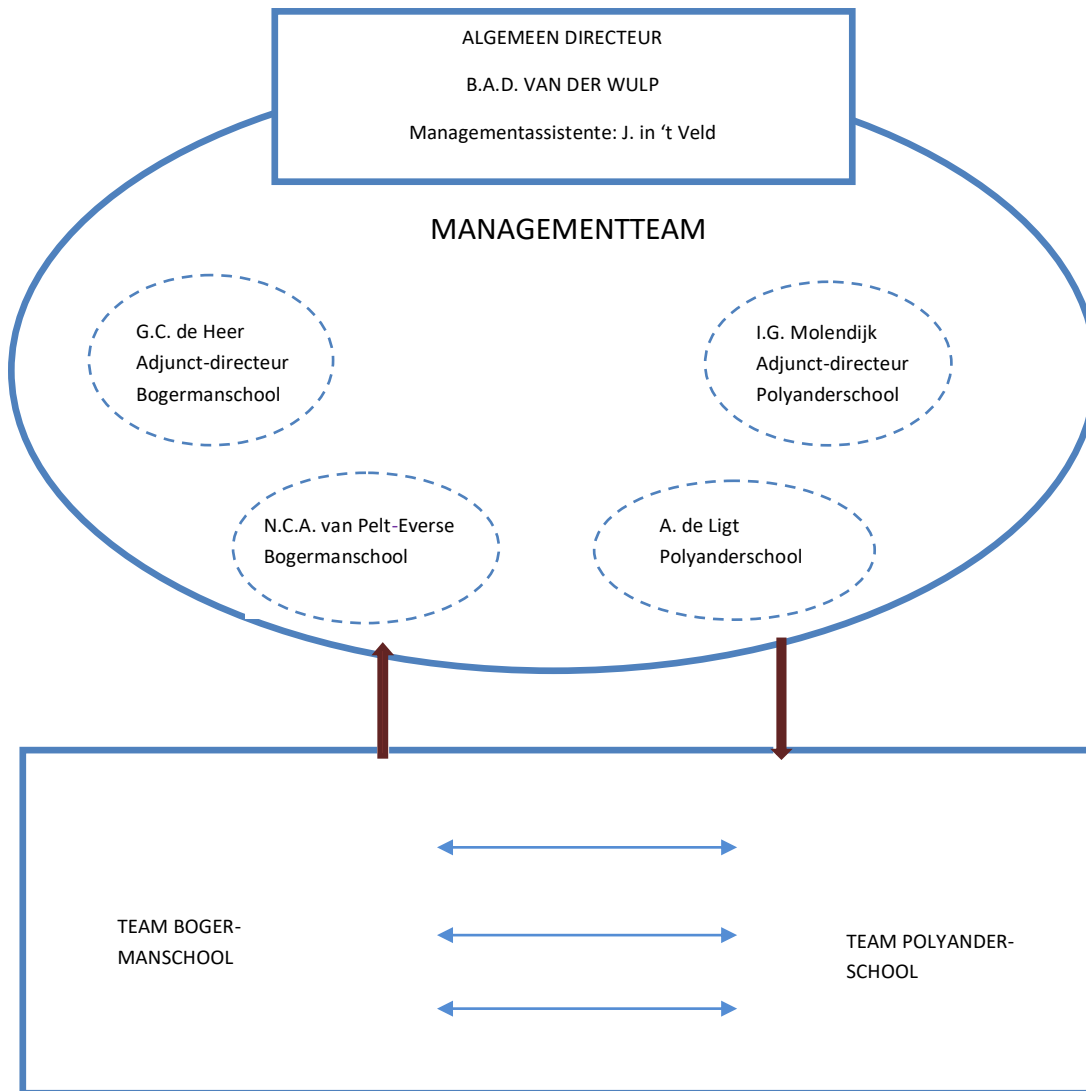 ALGEMEEN DIRECTEUR
B.A.D. VAN DER WULP
Managementassistente: J. in ‘t Veld
MANAGEMENTTEAM
G.C. de Heer
Adjunct-directeur
Bogermanschool
I.G. Molendijk
Adjunct-directeur
Polyanderschool
N.C.A. van Pelt-Everse
Bogermanschool
A. de Ligt
Polyanderschool
TEAM BOGER-
MANSCHOOL
TEAM POLYANDER-
SCHOOL